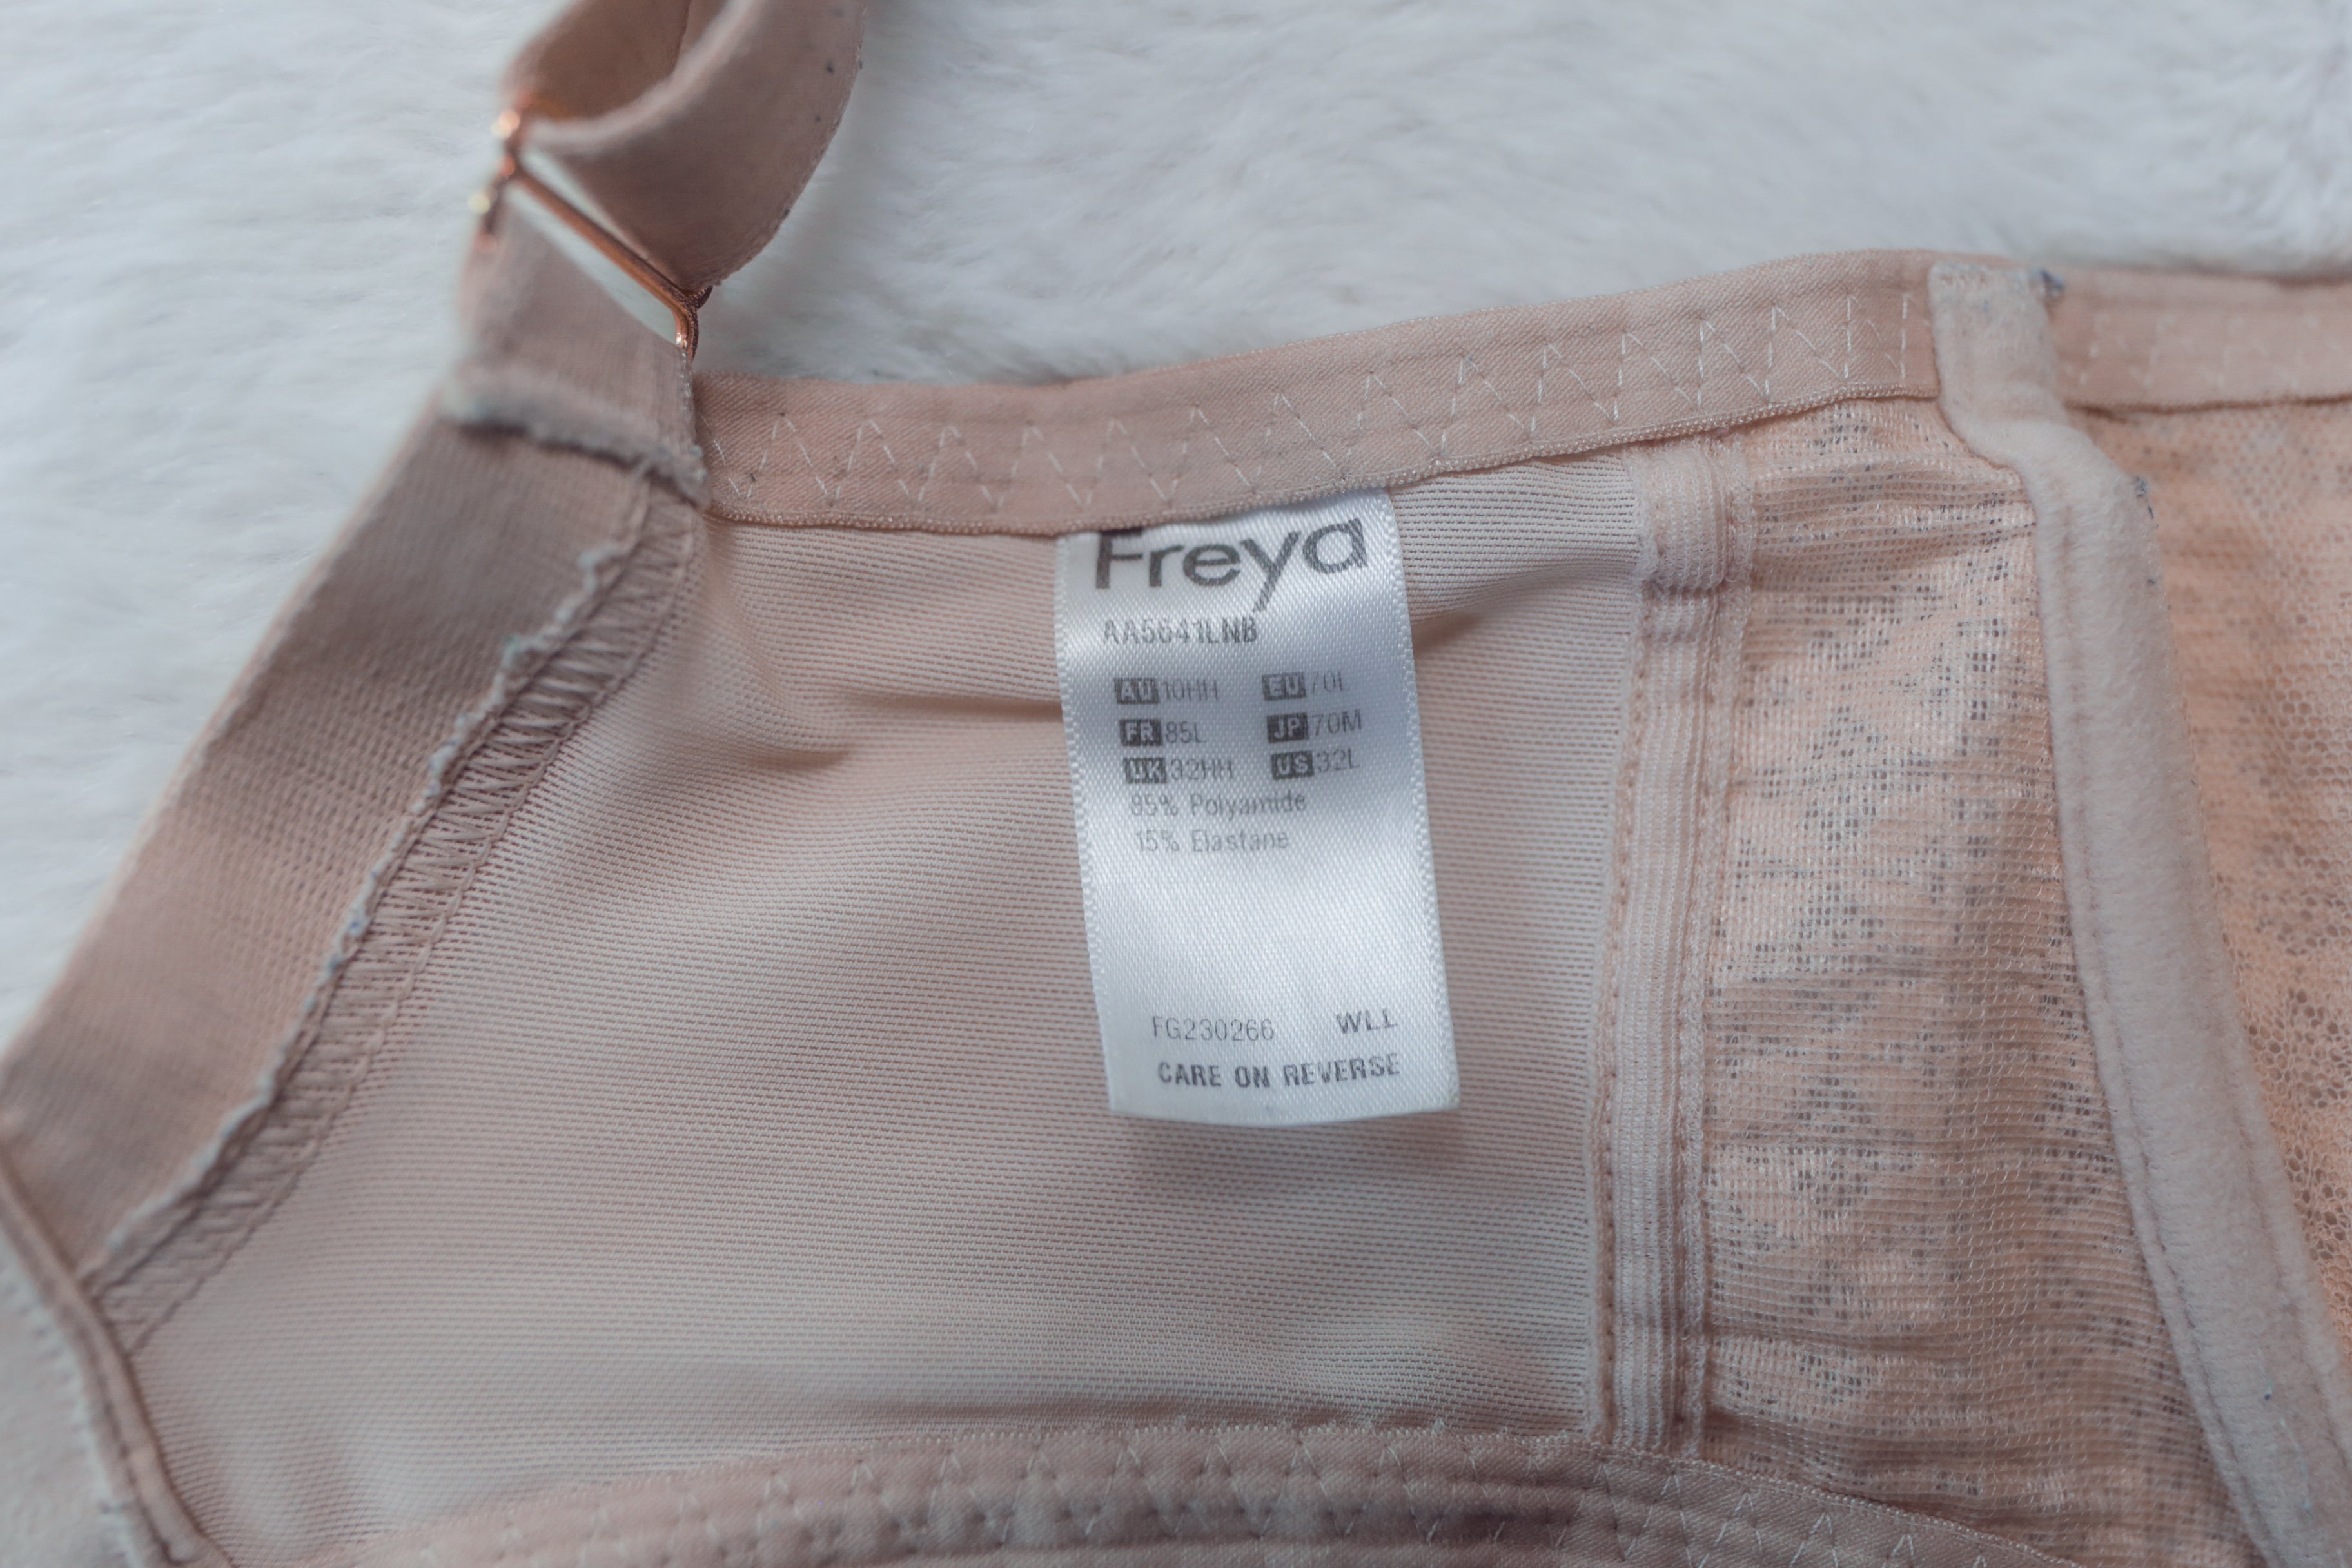 Freya
AA5641LNB
AU 10HH EU 70L
FR 85L JP 70M
UK 32HH US 32L
85% Polyamide
15% Elastane
FG230266 WLL
CARE ON REVERSE